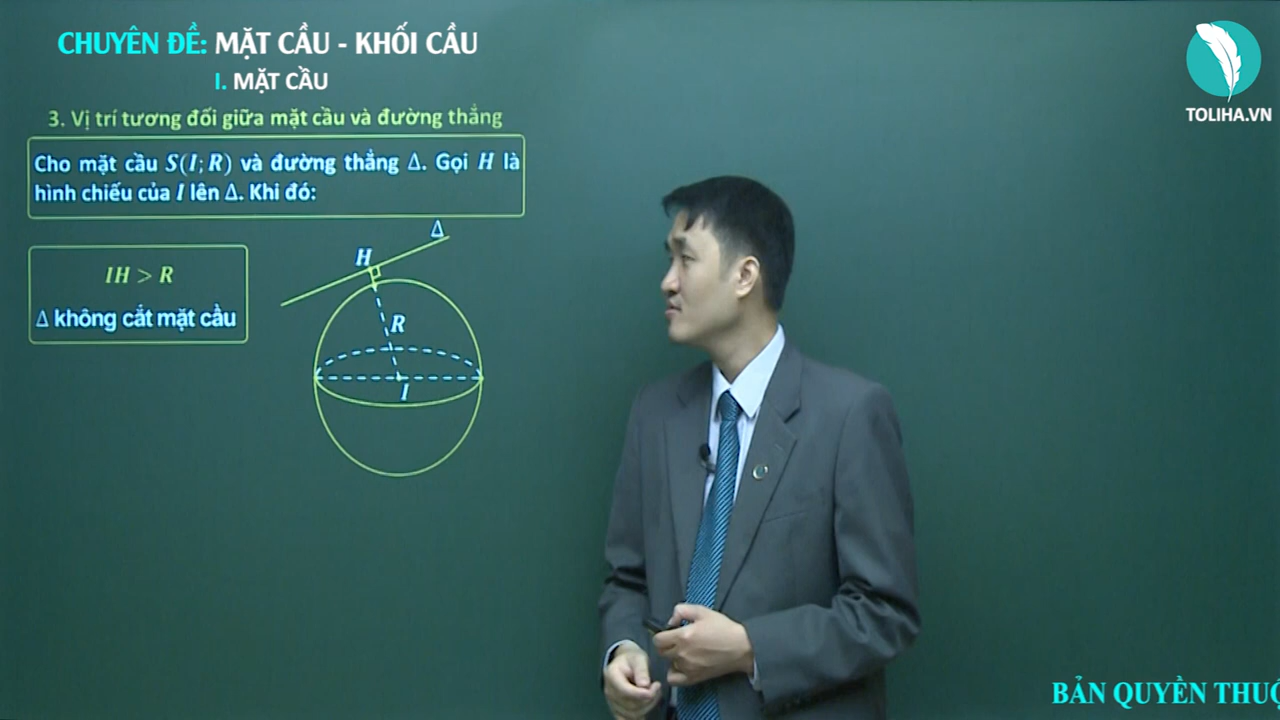 CHUYÊN ĐỀ: MẶT CẦU - KHỐI CẦU
I. MẶT CẦU
3. Vị trí tương đối giữa mặt cầu và đường thẳng
Cho mặt cầu S(I;R) và đường thẳng Δ. Gọi H là
hình chiếu của I lên Δ. Khi đó:
IH > R
Δ không cắt mặt cầu
Δ
H
R
I
TOLIHA.VN
BẢN QUYỀN THUỘ